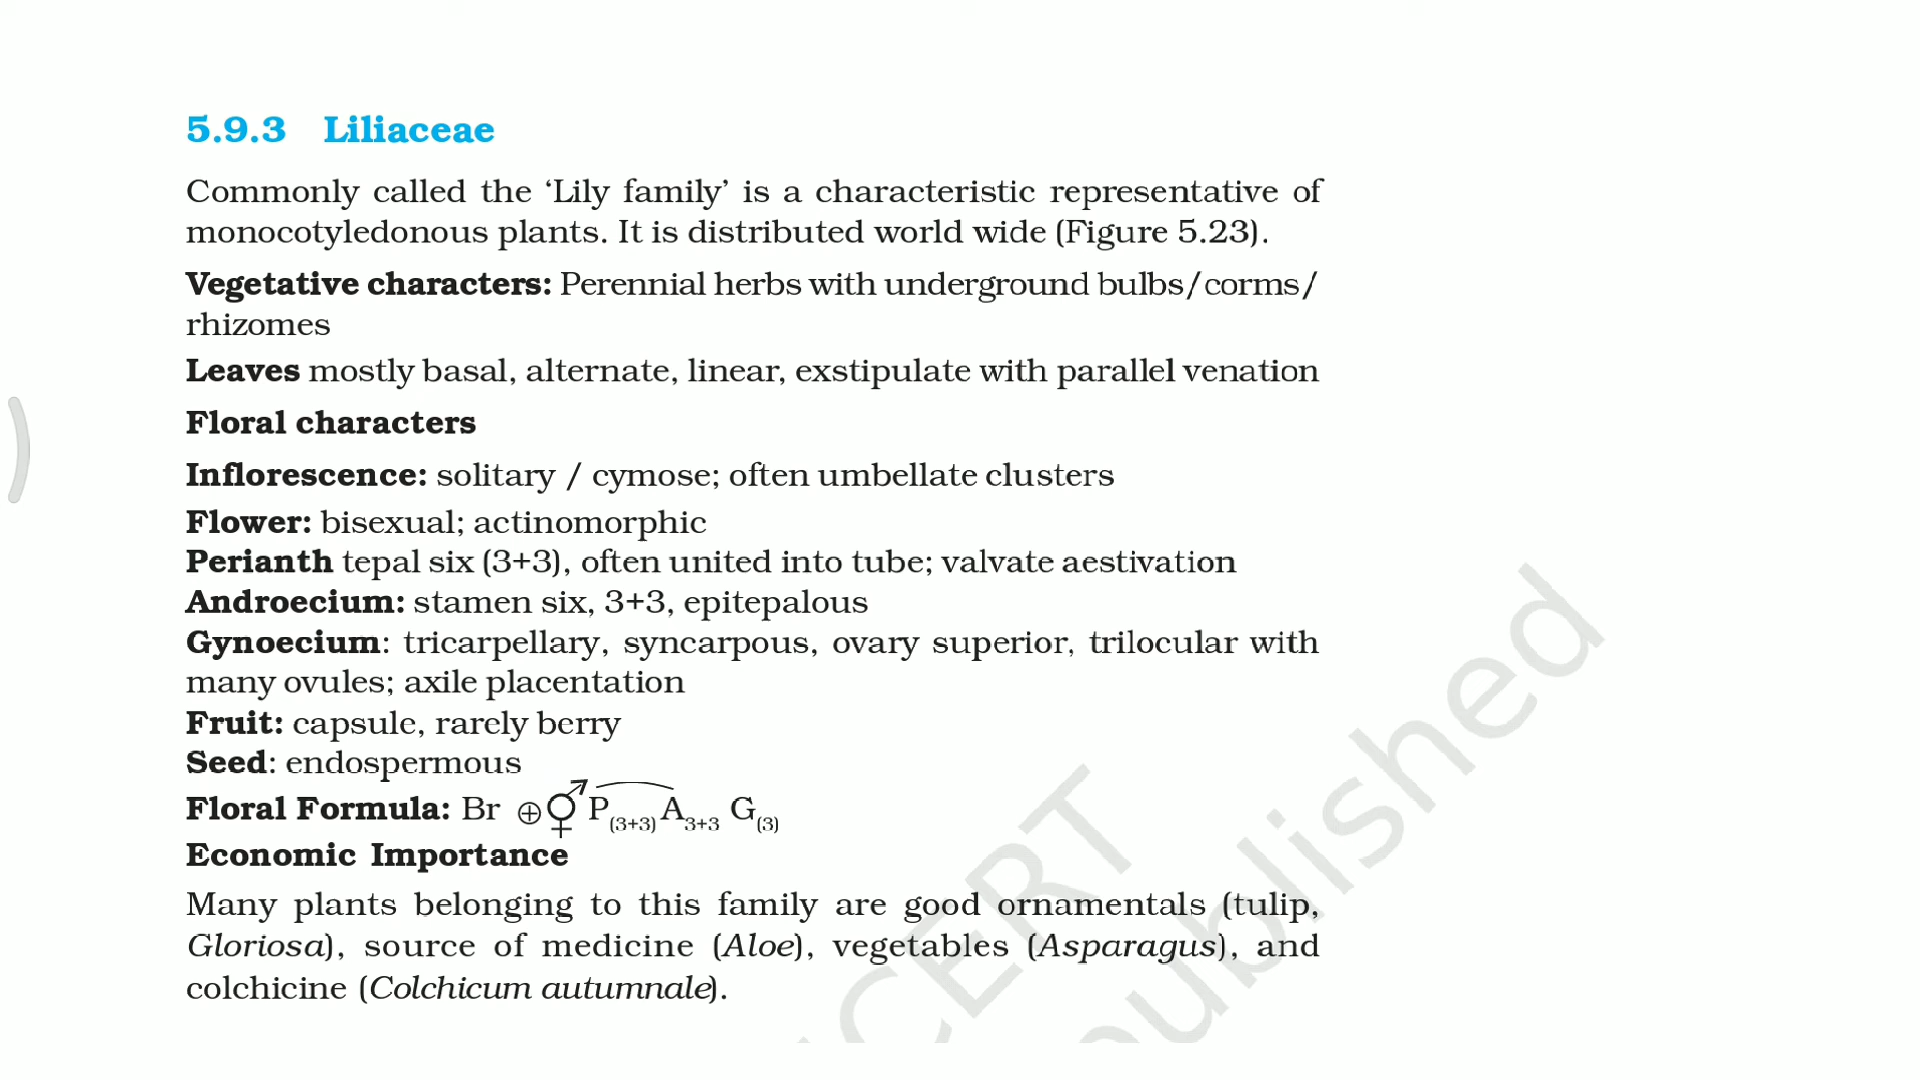 5.9.3 Liliaceae
Commonly called the ‘Lily family’ is a characteristic representative of
monocotyledonous plants. It is distributed world wide (Figure 5.23).
Vegetative characters: Perennial herbs with underground bulbs/corms/
rhizomes
Leaves mostly basal, alternate, linear, exstipulate with parallel venation
Floral characters
Inflorescence: solitary / cymose; often umbellate clusters
Flower: bisexual; actinomorphic
Perianth tepal six (3+3), often united into tube; valvate aestivation
Androecium: stamen six, 3+3, epitepalous
Gynoecium: tricarpellary, syncarpous, ovary superior, trilocular with
many ovules; axile placentation
Fruit: capsule, rarely berry
Seed: endospermous
Floral Formula: Br ⊕ ⚥ P(3+3) A3+3 G(3)
Economic Importance
Many plants belonging to this family are good ornamentals (tulip,
Gloriosa), source of medicine (Aloe), vegetables (Asparagus), and
colchicine (Colchicum autumnale).
CERT
ublished